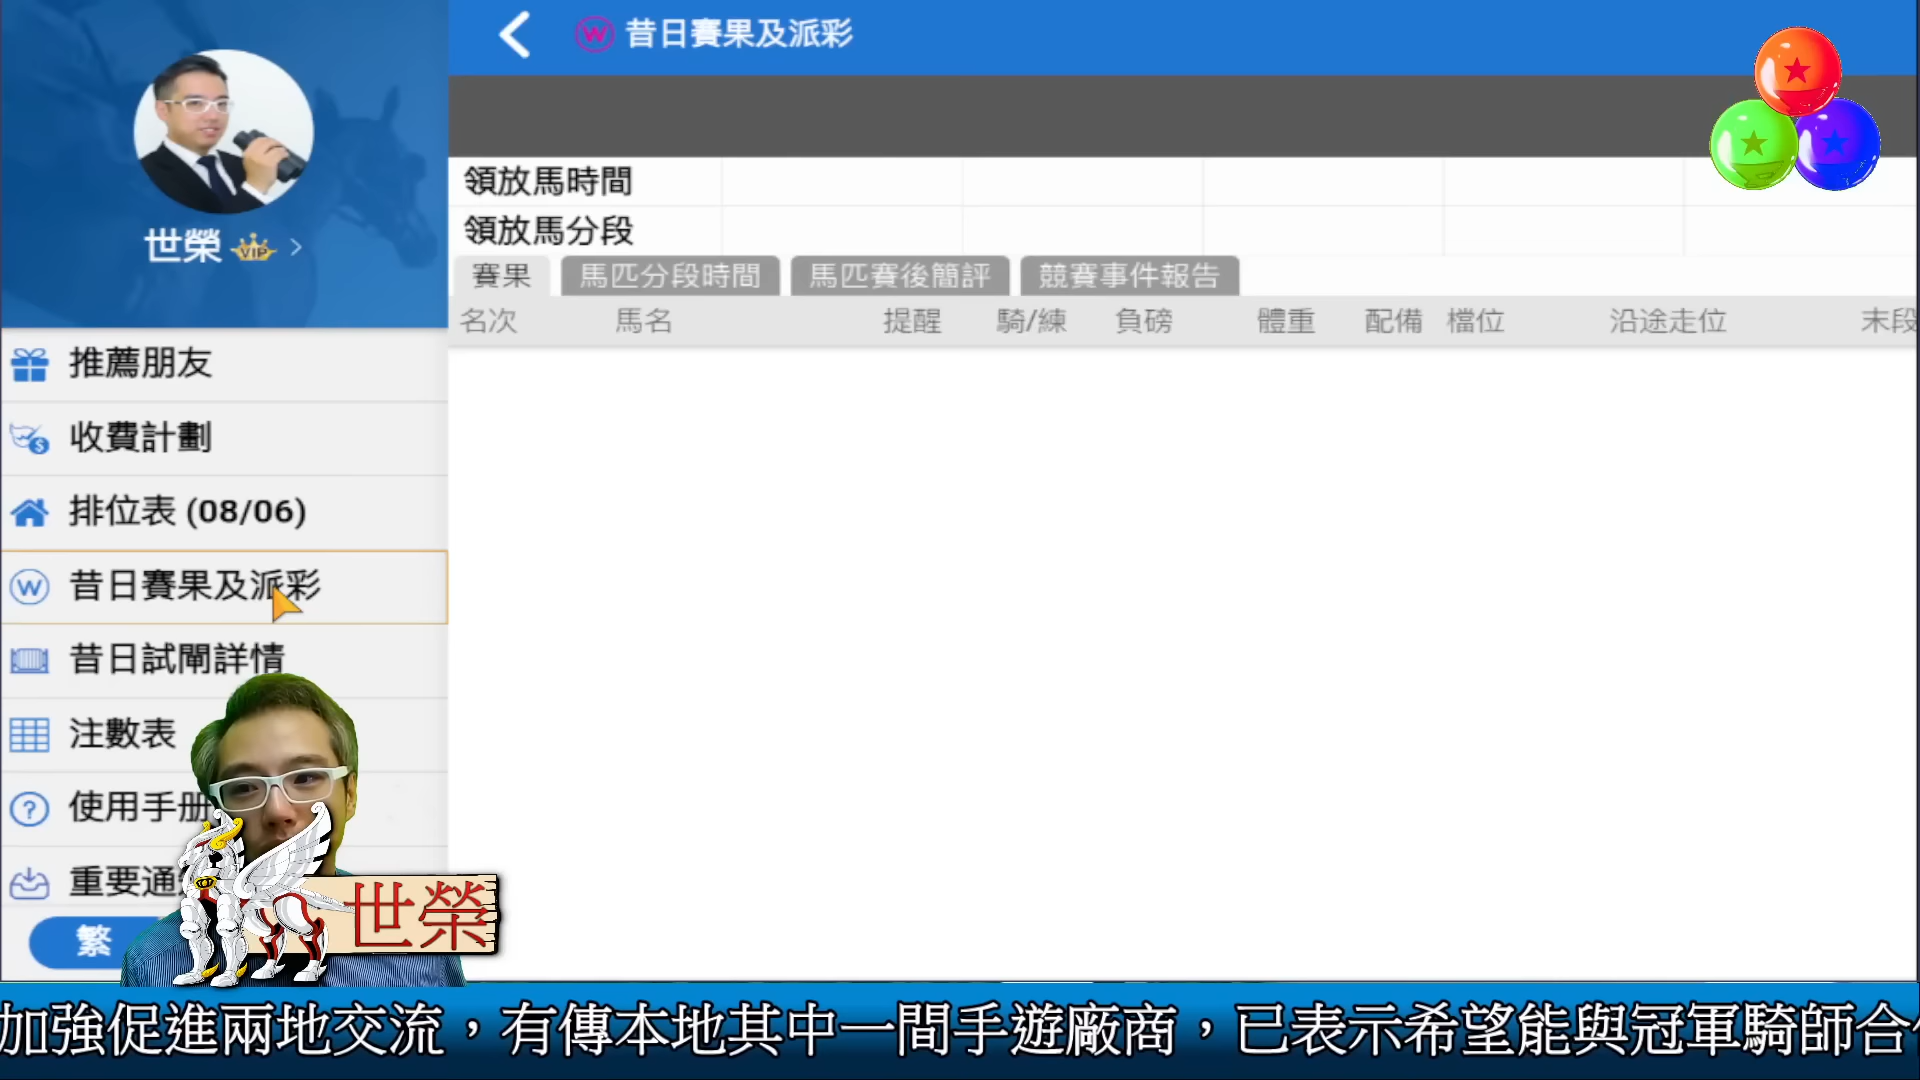 昔日賽果及派彩
世榮 VIP >
領放馬時間
領放馬分段
賽果 馬匹分段時間 馬匹賽後簡評 競賽事件報告
名次 馬名 提醒 騎/練 負磅 體重 配備 檔位 沿途走位 末段
推薦朋友
收費計劃
排位表 (08/06)
W 昔日賽果及派彩
昔日試閘詳情
注數表
使用手册
重要通
繁
世榮
加強促進兩地交流，有傳本地其中一間手遊廠商，已表示希望能與冠軍騎師合